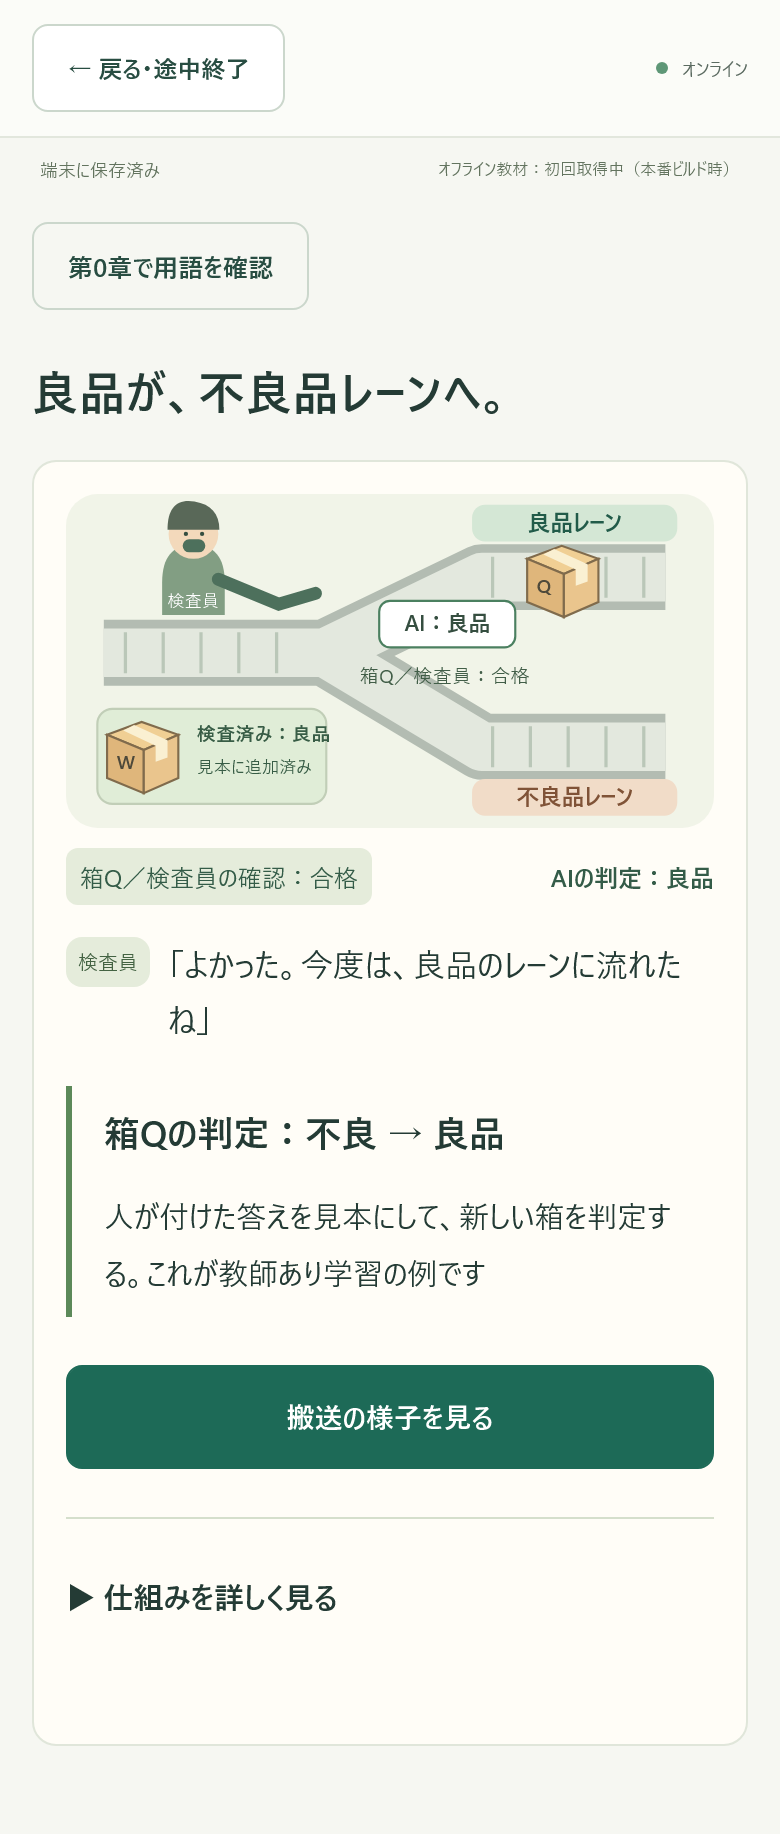 ← 戻る・途中終了
オンライン
端末に保存済み
オフライン教材：初回取得中（本番ビルド時）
第0章で用語を確認
良品が、不良品レーンへ。
良品レーン
検査員
Q
AI：良品
箱Q／検査員：合格
検査済み：良品
W
見本に追加済み
不良品レーン
箱Q／検査員の確認：合格
AIの判定：良品
検査員
「よかった。今度は、良品のレーンに流れた
ね」
箱Qの判定：不良 → 良品
人が付けた答えを見本にして、新しい箱を判定す
る。これが教師あり学習の例です
搬送の様子を見る
▶ 仕組みを詳しく見る